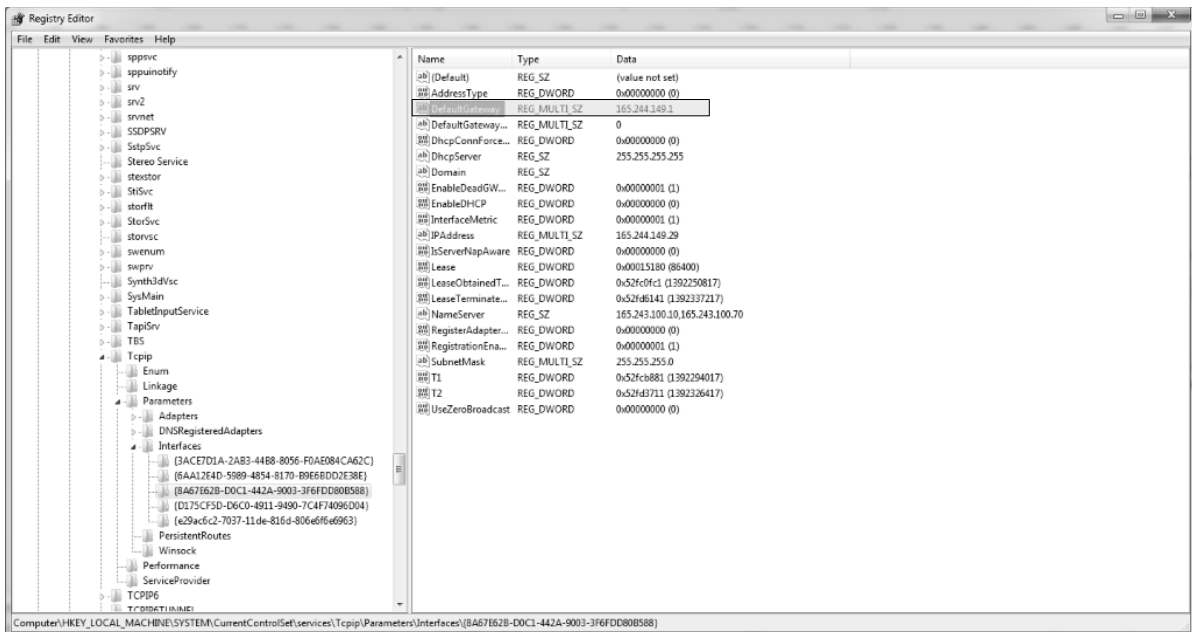 Registry Editor
File Edit View Favorites Help
sppsvc
sppuinotify
srv
srv2
srvnet
SSDPSRV
SstpSvc
Stereo Service
stexstor
StiSvc
storflt
StorSvc
storvsc
swenum
swprv
Synth3dVsc
SysMain
TabletInputService
TapiSrv
TBS
Tcpip
Enum
Linkage
Parameters
Adapters
DNSRegisteredAdapters
Interfaces
{3ACE7D1A-2AB3-44B8-8056-F0AE084CA62C}
{6AA12E4D-5989-4854-8170-B9E6BDD2E38E}
{8A67E62B-D0C1-442A-9003-3F6FDD80B588}
{D175CF5D-D6C0-4911-9490-7C4F74096D04}
{e29ac6c2-7037-11de-816d-806e6f6e6963}
PersistentRoutes
Winsock
Performance
ServiceProvider
TCPIP6
TCPIP6TUNNEL
Name Type Data
(Default) REG_SZ (value not set)
AddressType REG_DWORD 0x00000000 (0)
DefaultGateway REG_MULTI_SZ 165.244.149.1
DefaultGateway... REG_MULTI_SZ 0
DhcpConnForce... REG_DWORD 0x00000000 (0)
DhcpServer REG_SZ 255.255.255.255
Domain REG_SZ
EnableDeadGW... REG_DWORD 0x00000001 (1)
EnableDHCP REG_DWORD 0x00000000 (0)
InterfaceMetric REG_DWORD 0x00000001 (1)
IPAddress REG_MULTI_SZ 165.244.149.29
IsServerNapAware REG_DWORD 0x00000000 (0)
Lease REG_DWORD 0x00015180 (86400)
LeaseObtainedT... REG_DWORD 0x52fc0fc1 (1392250817)
LeaseTerminate... REG_DWORD 0x52fd6141 (1392337217)
NameServer REG_SZ 165.243.100.10,165.243.100.70
RegisterAdapter... REG_DWORD 0x00000000 (0)
RegistrationEna... REG_DWORD 0x00000001 (1)
SubnetMask REG_MULTI_SZ 255.255.255.0
T1 REG_DWORD 0x52fcb881 (1392294017)
T2 REG_DWORD 0x52fd3711 (1392326417)
UseZeroBroadcast REG_DWORD 0x00000000 (0)
Computer\HKEY_LOCAL_MACHINE\SYSTEM\CurrentControlSet\services\Tcpip\Parameters\Interfaces\{8A67E62B-D0C1-442A-9003-3F6FDD80B588}